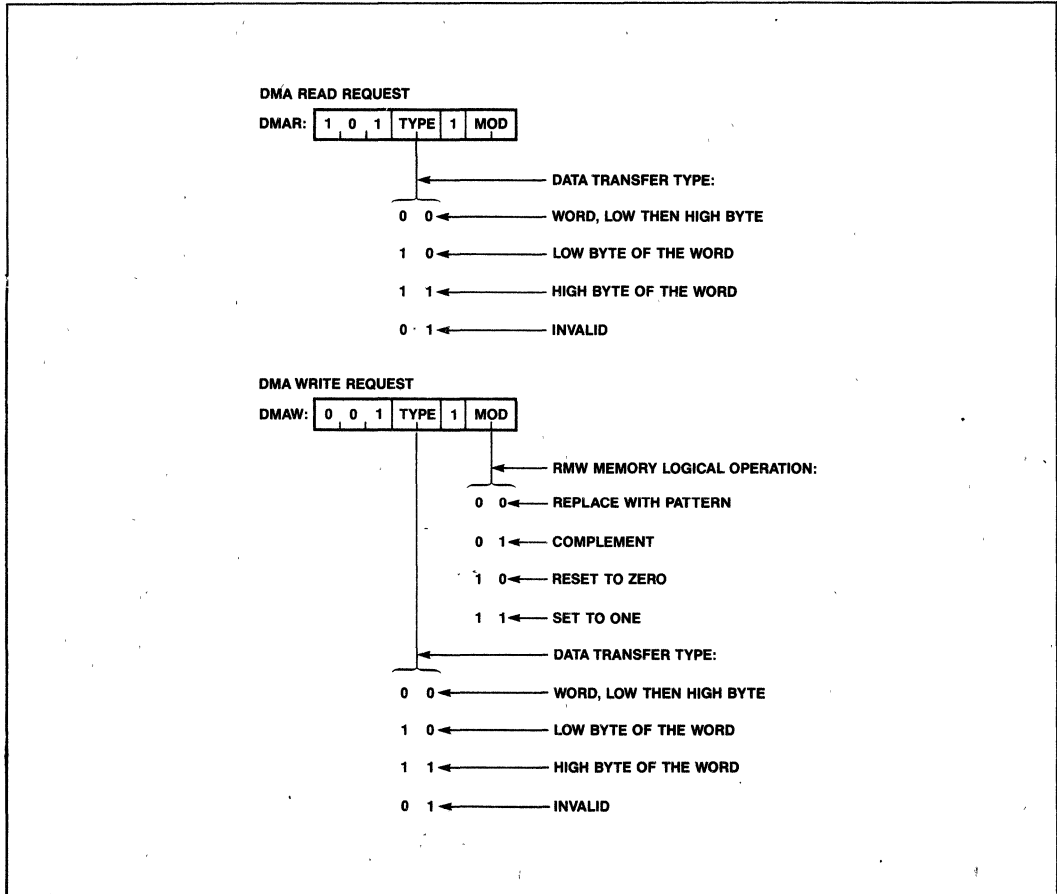 DMA READ REQUEST
DMAR: 1 0 1 TYPE 1 MOD
DATA TRANSFER TYPE:
0 0 WORD, LOW THEN HIGH BYTE
1 0 LOW BYTE OF THE WORD
1 1 HIGH BYTE OF THE WORD
0 1 INVALID
DMA WRITE REQUEST
DMAW: 0 0 1 TYPE 1 MOD
RMW MEMORY LOGICAL OPERATION:
0 0 REPLACE WITH PATTERN
0 1 COMPLEMENT
1 0 RESET TO ZERO
1 1 SET TO ONE
DATA TRANSFER TYPE:
0 0 WORD, LOW THEN HIGH BYTE
1 0 LOW BYTE OF THE WORD
1 1 HIGH BYTE OF THE WORD
0 1 INVALID